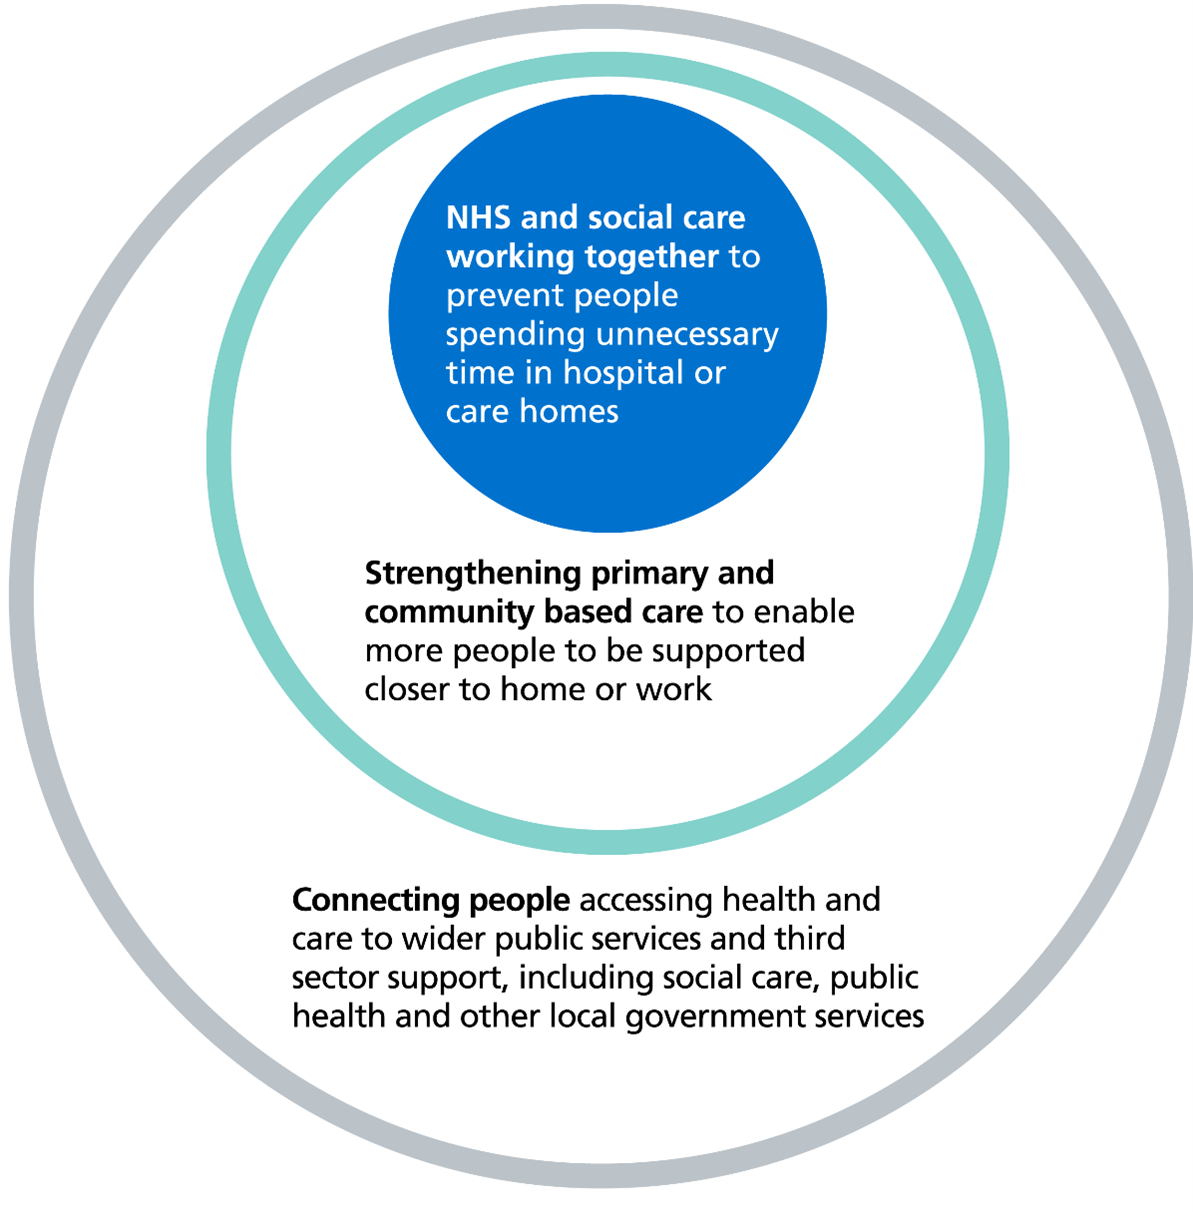 NHS and social care
working together to
prevent people
spending unnecessary
time in hospital or
care homes
Strengthening primary and
community based care to enable
more people to be supported
closer to home or work
Connecting people accessing health and
care to wider public services and third
sector support, including social care, public
health and other local government services